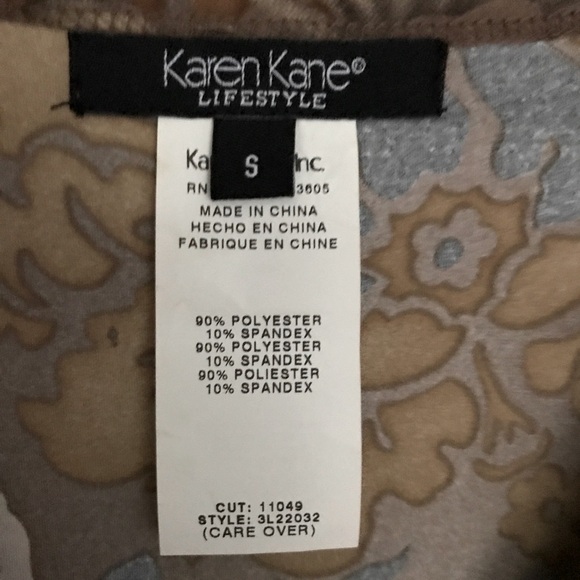 Karen Kane®
LIFESTYLE
S
Inc.
RN 3605
MADE IN CHINA
HECHO EN CHINA
FABRIQUE EN CHINE
90% POLYESTER
10% SPANDEX
90% POLYESTER
10% SPANDEX
90% POLIESTER
10% SPANDEX
CUT: 11049
STYLE: 3L22032
(CARE OVER)